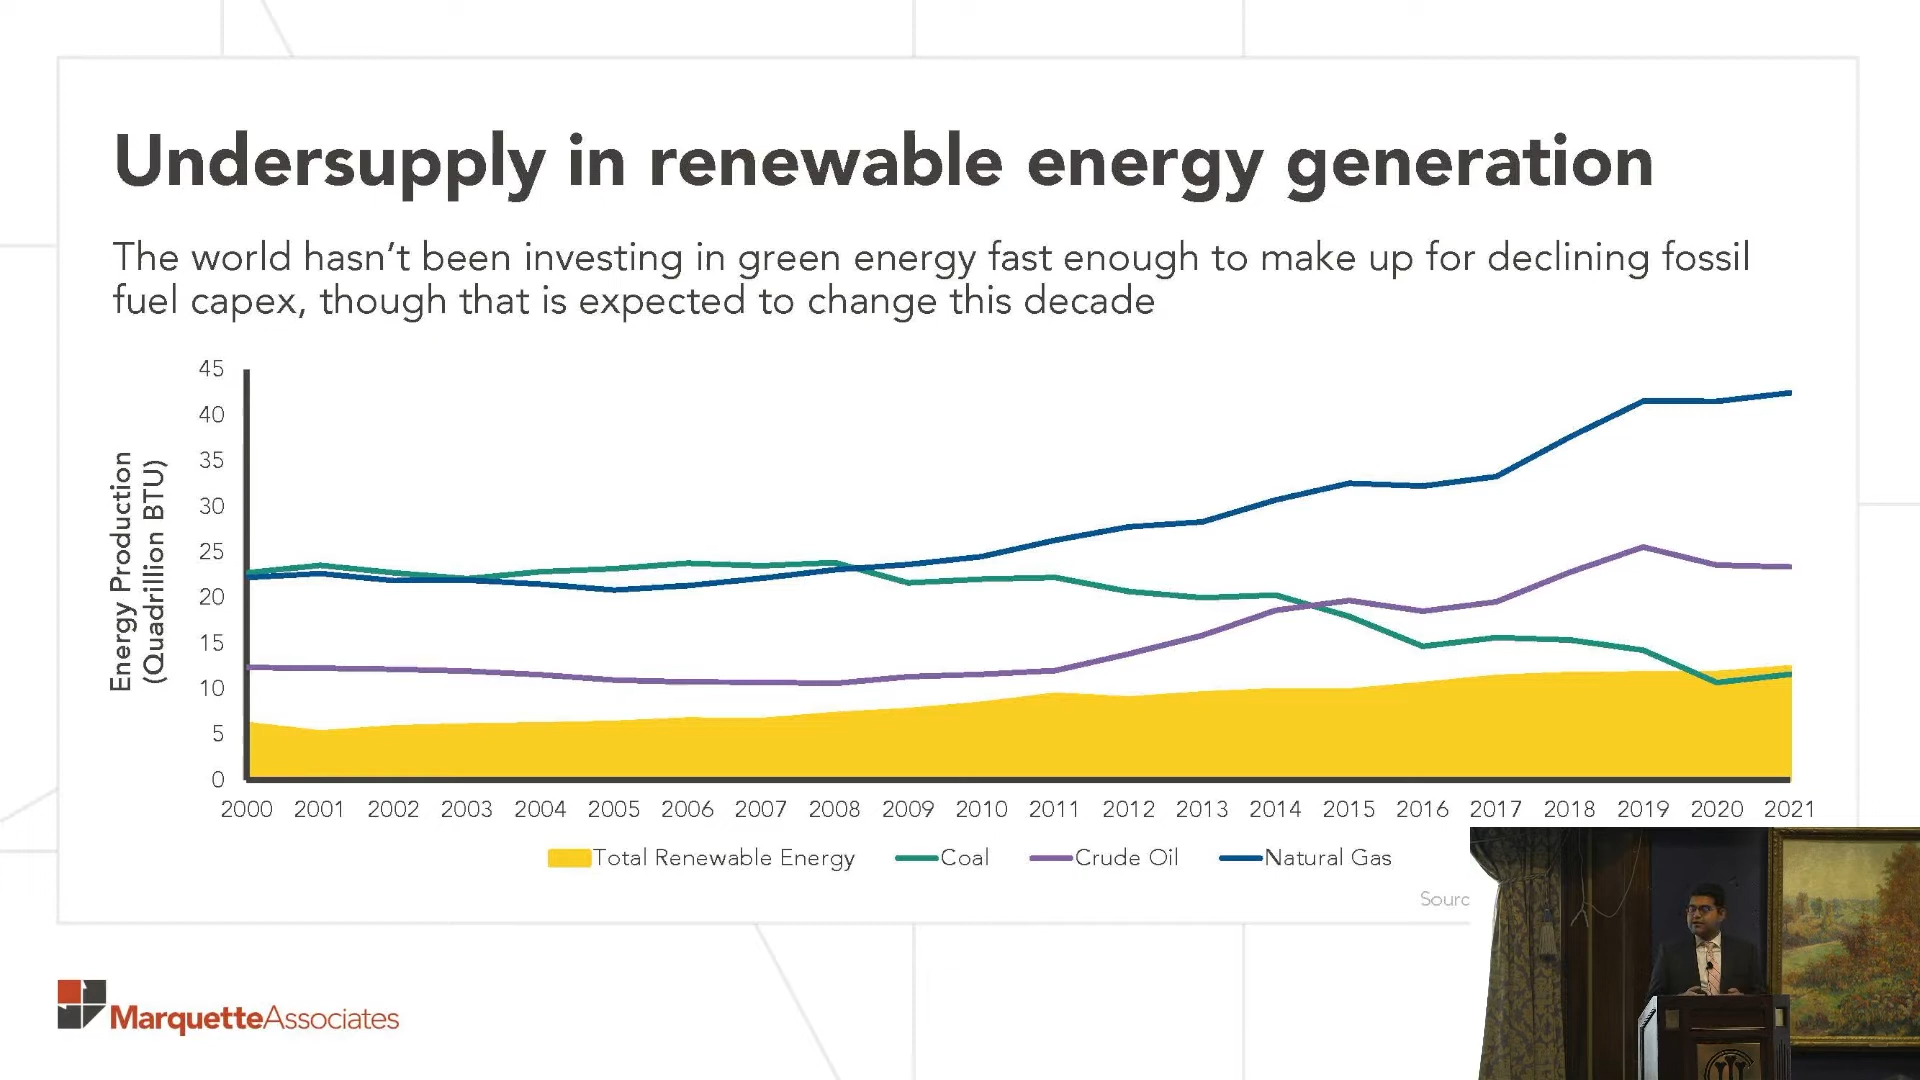 Undersupply in renewable energy generation
The world hasn’t been investing in green energy fast enough to make up for declining fossil
fuel capex, though that is expected to change this decade
Energy Production
(Quadrillion BTU)
45
40
35
30
25
20
15
10
5
0
2000 2001 2002 2003 2004 2005 2006 2007 2008 2009 2010 2011 2012 2013 2014 2015 2016 2017 2018 2019 2020 2021
Total Renewable Energy Coal Crude Oil Natural Gas
MarquetteAssociates